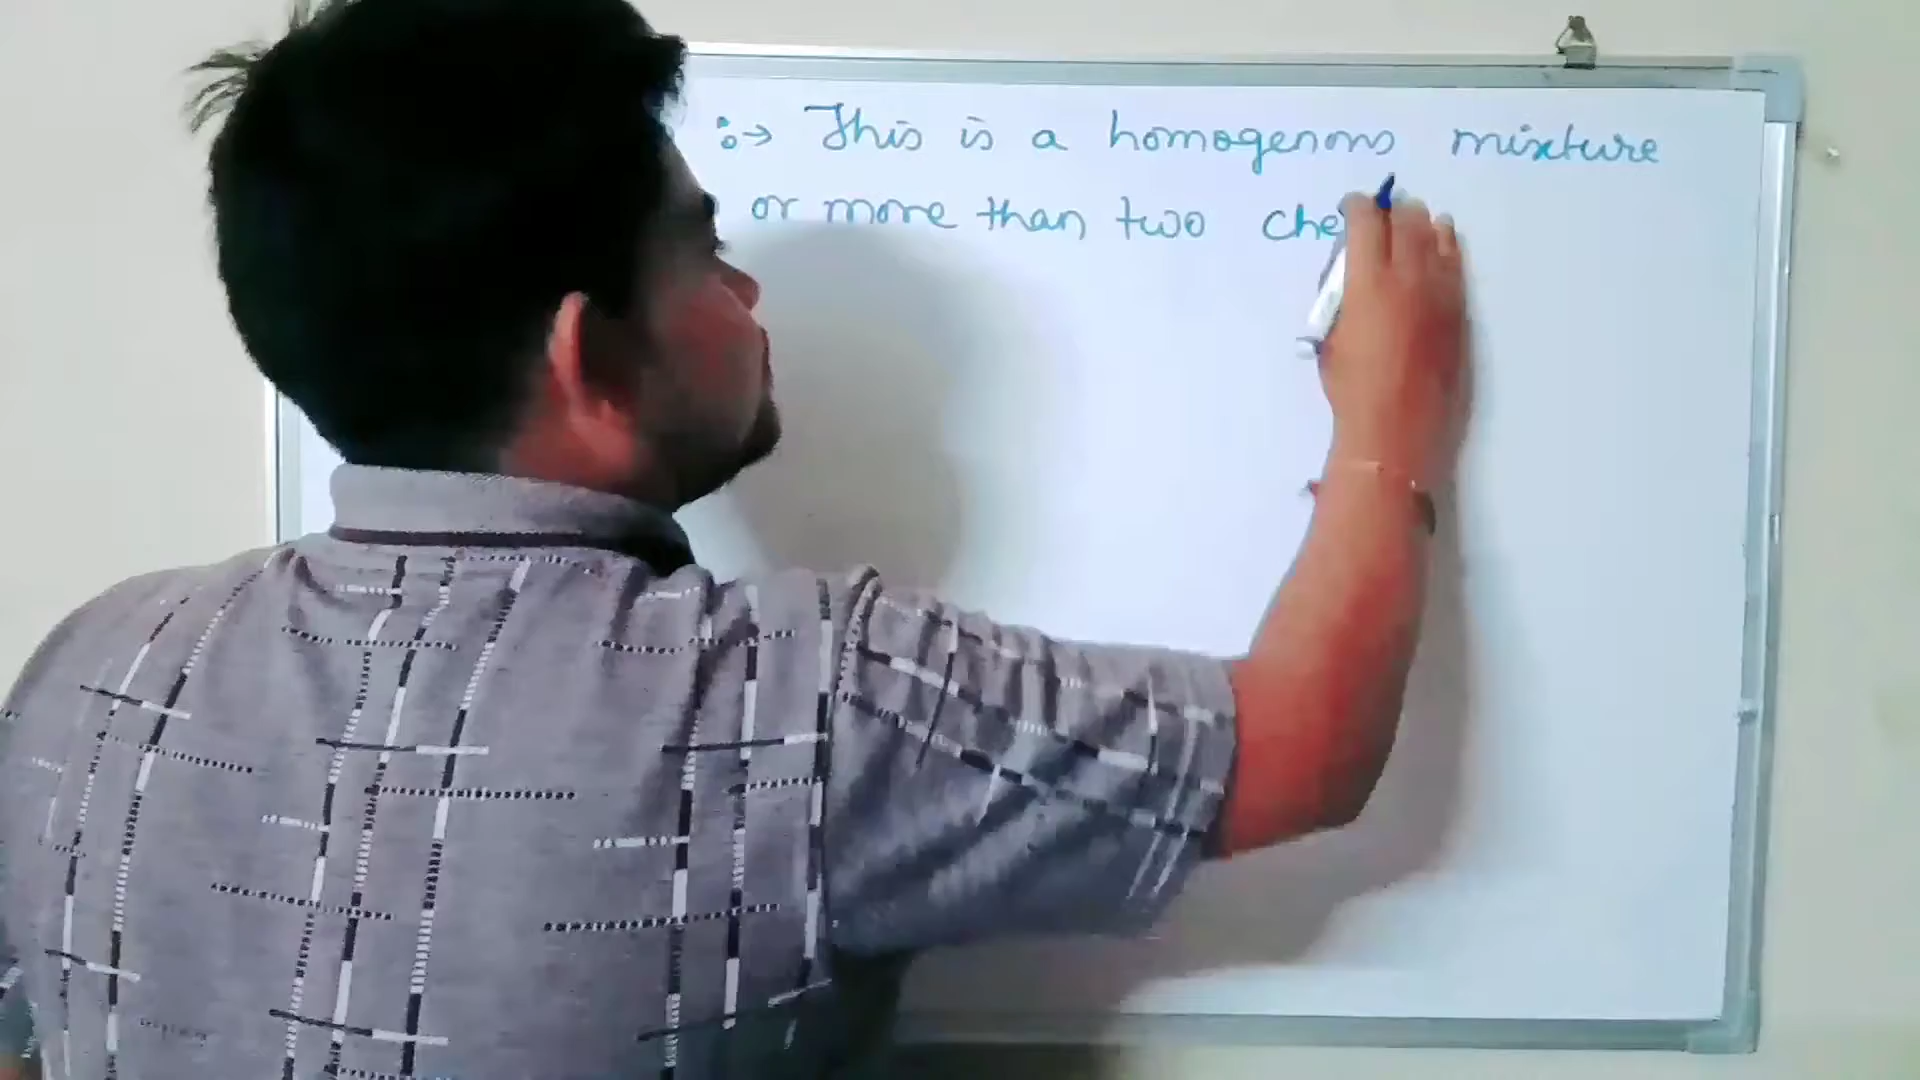 :→ This is a homogenous mixture
or more than two che